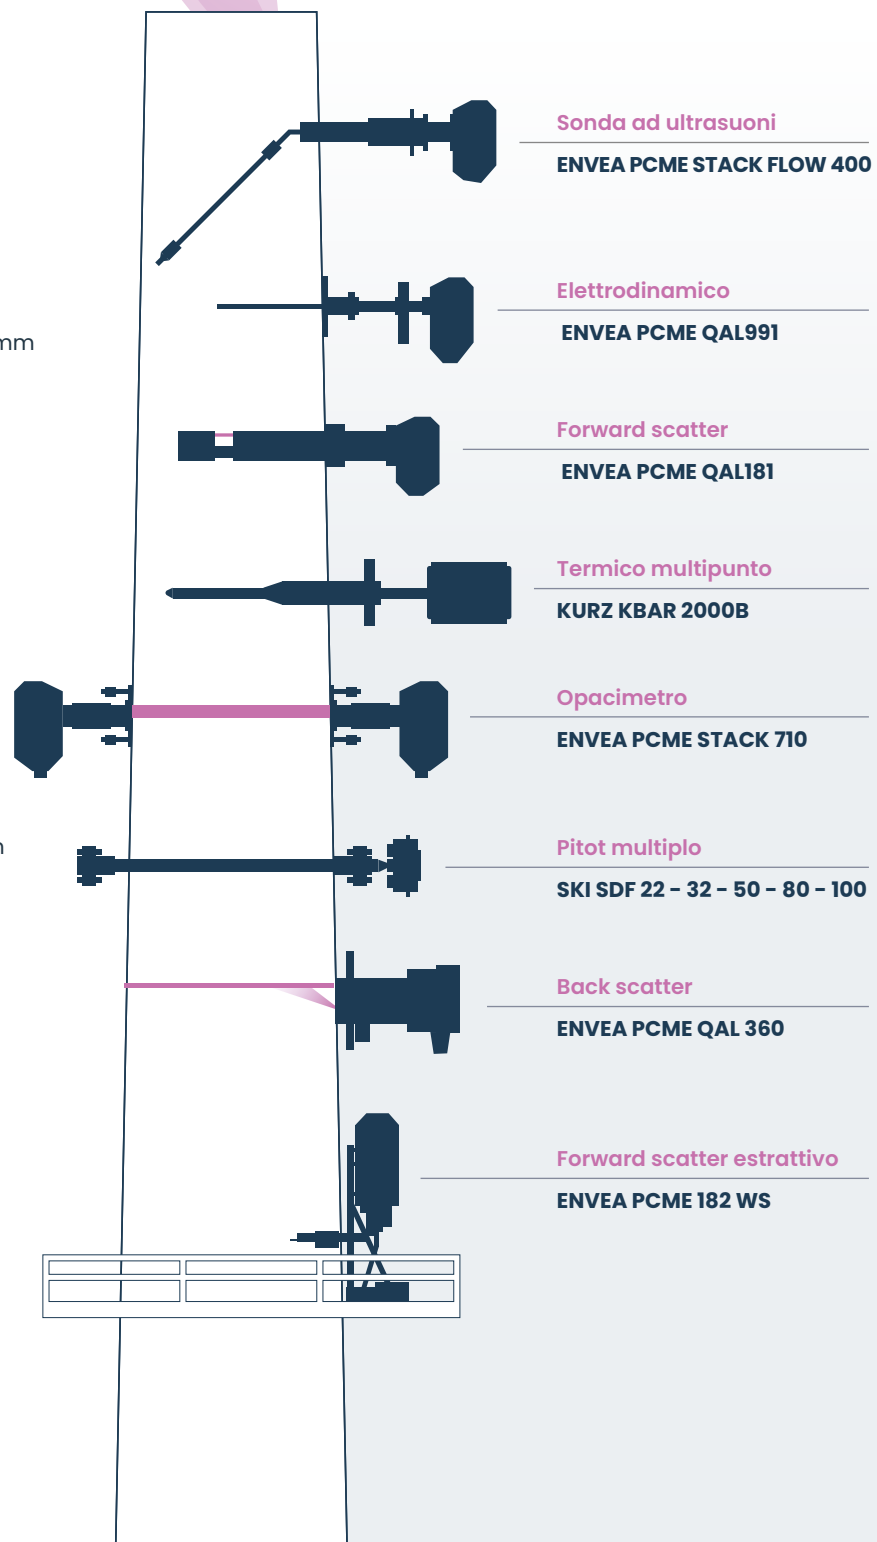 Sonda ad ultrasuoni
ENVEA PCME STACK FLOW 400
Elettrodinamico
ENVEA PCME QAL991
mm
Forward scatter
ENVEA PCME QAL181
Termico multipunto
KURZ KBAR 2000B
Opacimetro
ENVEA PCME STACK 710
Pitot multiplo
SKI SDF 22 - 32 - 50 - 80 - 100
Back scatter
ENVEA PCME QAL 360
Forward scatter estrattivo
ENVEA PCME 182 WS